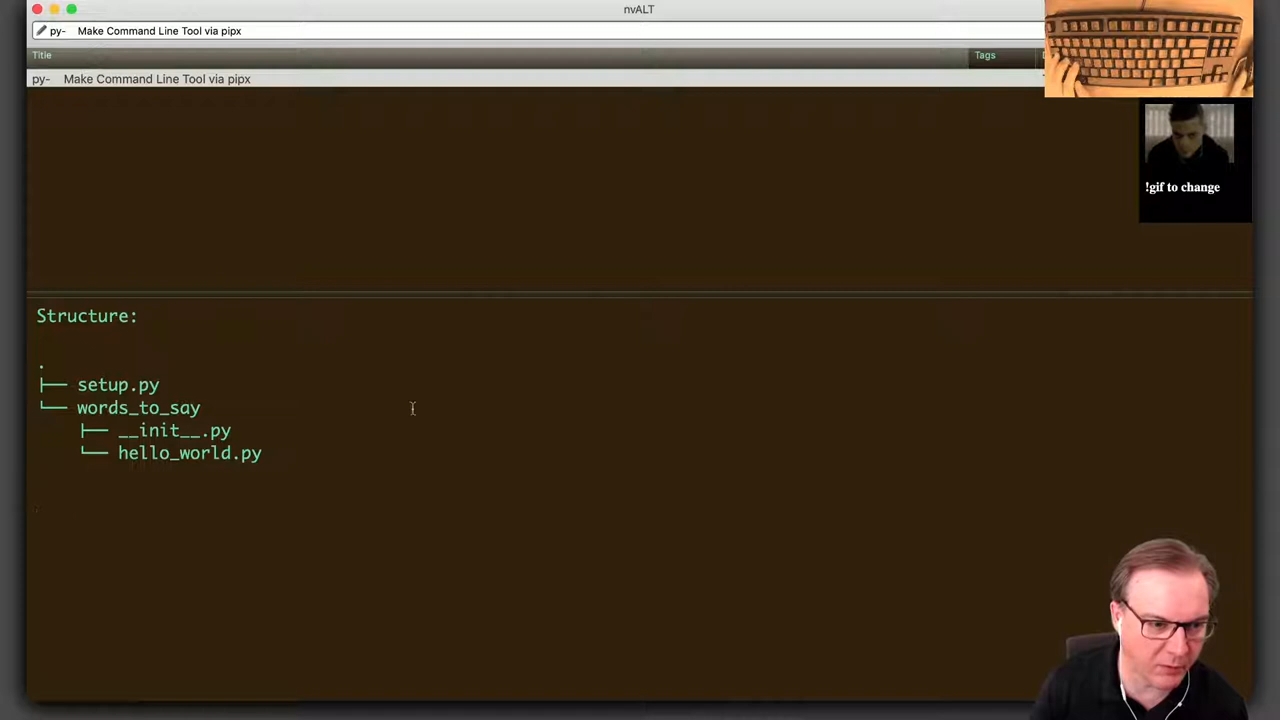 nvALT
py- Make Command Line Tool via pipx
Title
Tags
py- Make Command Line Tool via pipx
!gif to change
Structure:
.
├── setup.py
└── words_to_say
    ├── __init__.py
    └── hello_world.py